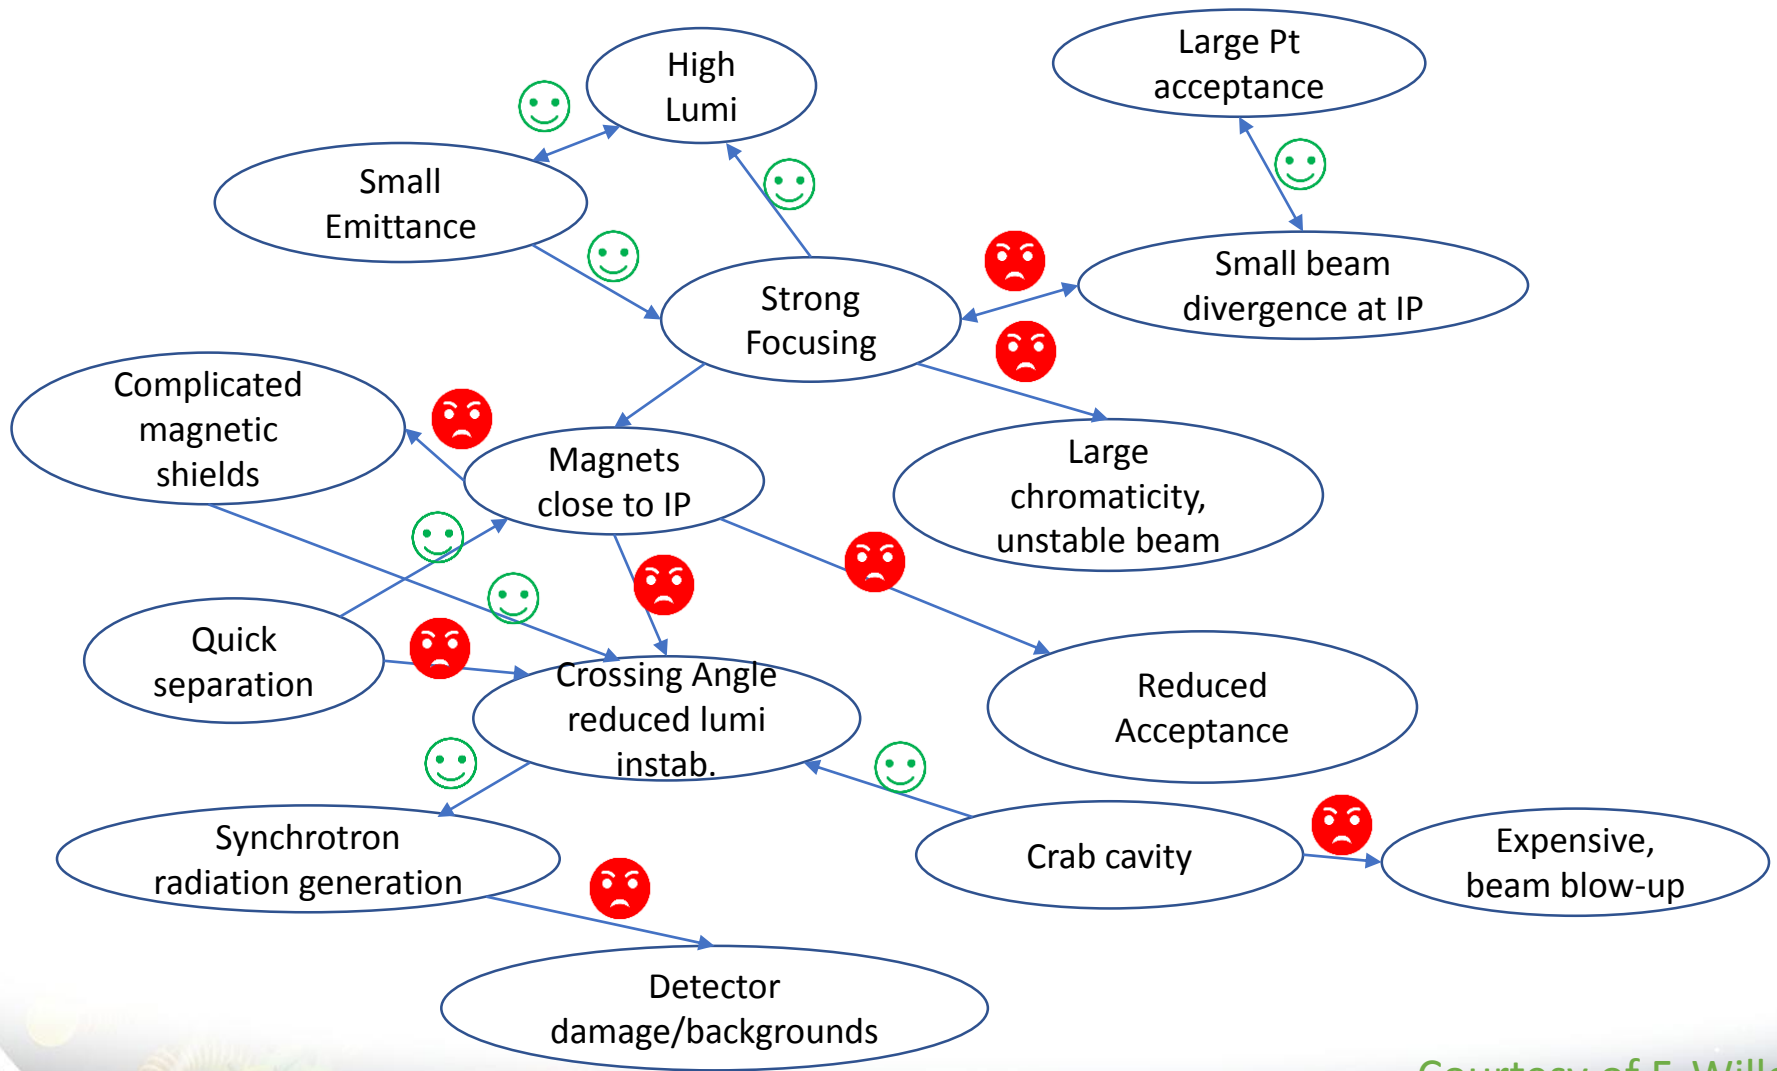 High
Lumi
Large Pt
acceptance
Small
Emittance
Small beam
divergence at IP
Strong
Focusing
Complicated
magnetic
shields
Magnets
close to IP
Large
chromaticity,
unstable beam
Quick
separation
Crossing Angle
reduced lumi
instab.
Reduced
Acceptance
Synchrotron
radiation generation
Crab cavity
Expensive,
beam blow-up
Detector
damage/backgrounds
Courtesy of F.